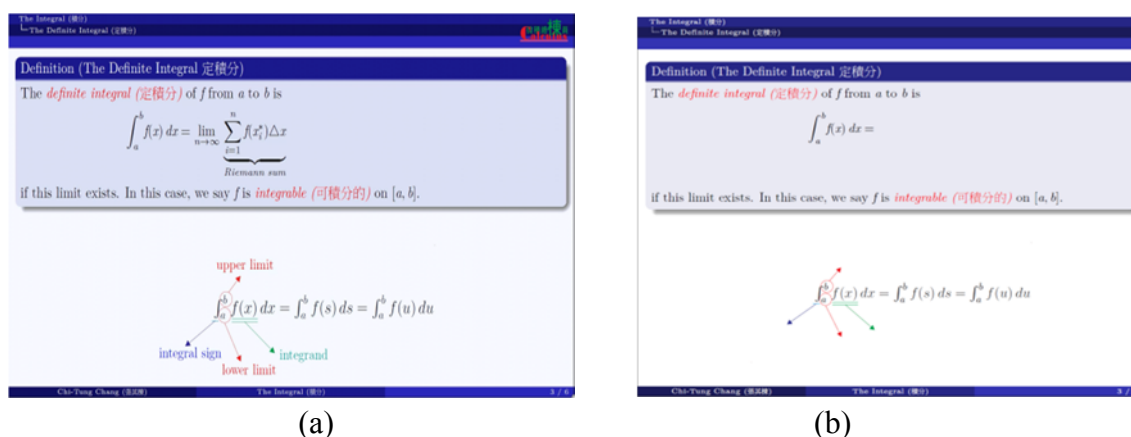 The Integral (積分)
└The Definite Integral (定積分)
Calculus
Definition (The Definite Integral 定積分)
The definite integral (定積分) of f from a to b is
∫_a^b f(x) dx = lim_{n→∞} ∑_{i=1}^n f(x_i^*)△x
Riemann sum
if this limit exists. In this case, we say f is integrable (可積分的) on [a, b].
upper limit
∫_a^b f(x) dx = ∫_a^b f(s) ds = ∫_a^b f(u) du
integral sign
integrand
lower limit
Chi-Tung Chang The Integral (積分) 3 / 6
(a)
The Integral (積分)
└The Definite Integral (定積分)
Definition (The Definite Integral 定積分)
The definite integral (定積分) of f from a to b is
∫_a^b f(x) dx =
if this limit exists. In this case, we say f is integrable (可積分的) on [a, b].
∫_a^b f(x) dx = ∫_a^b f(s) ds = ∫_a^b f(u) du
Chi-Tung Chang The Integral (積分) 3 /
(b)